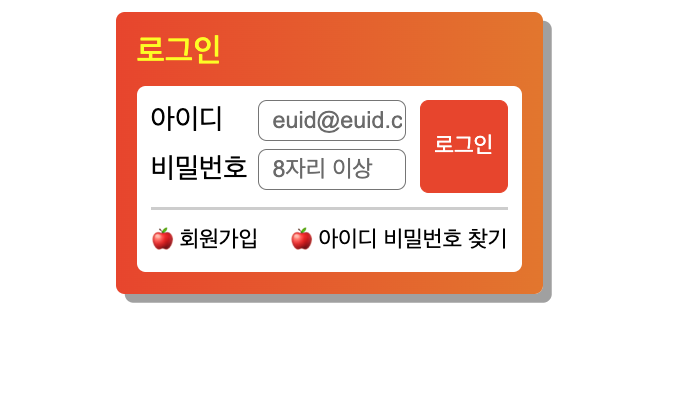 로그인
아이디 euid@euid.c
비밀번호 8자리 이상
로그인
회원가입 아이디 비밀번호 찾기